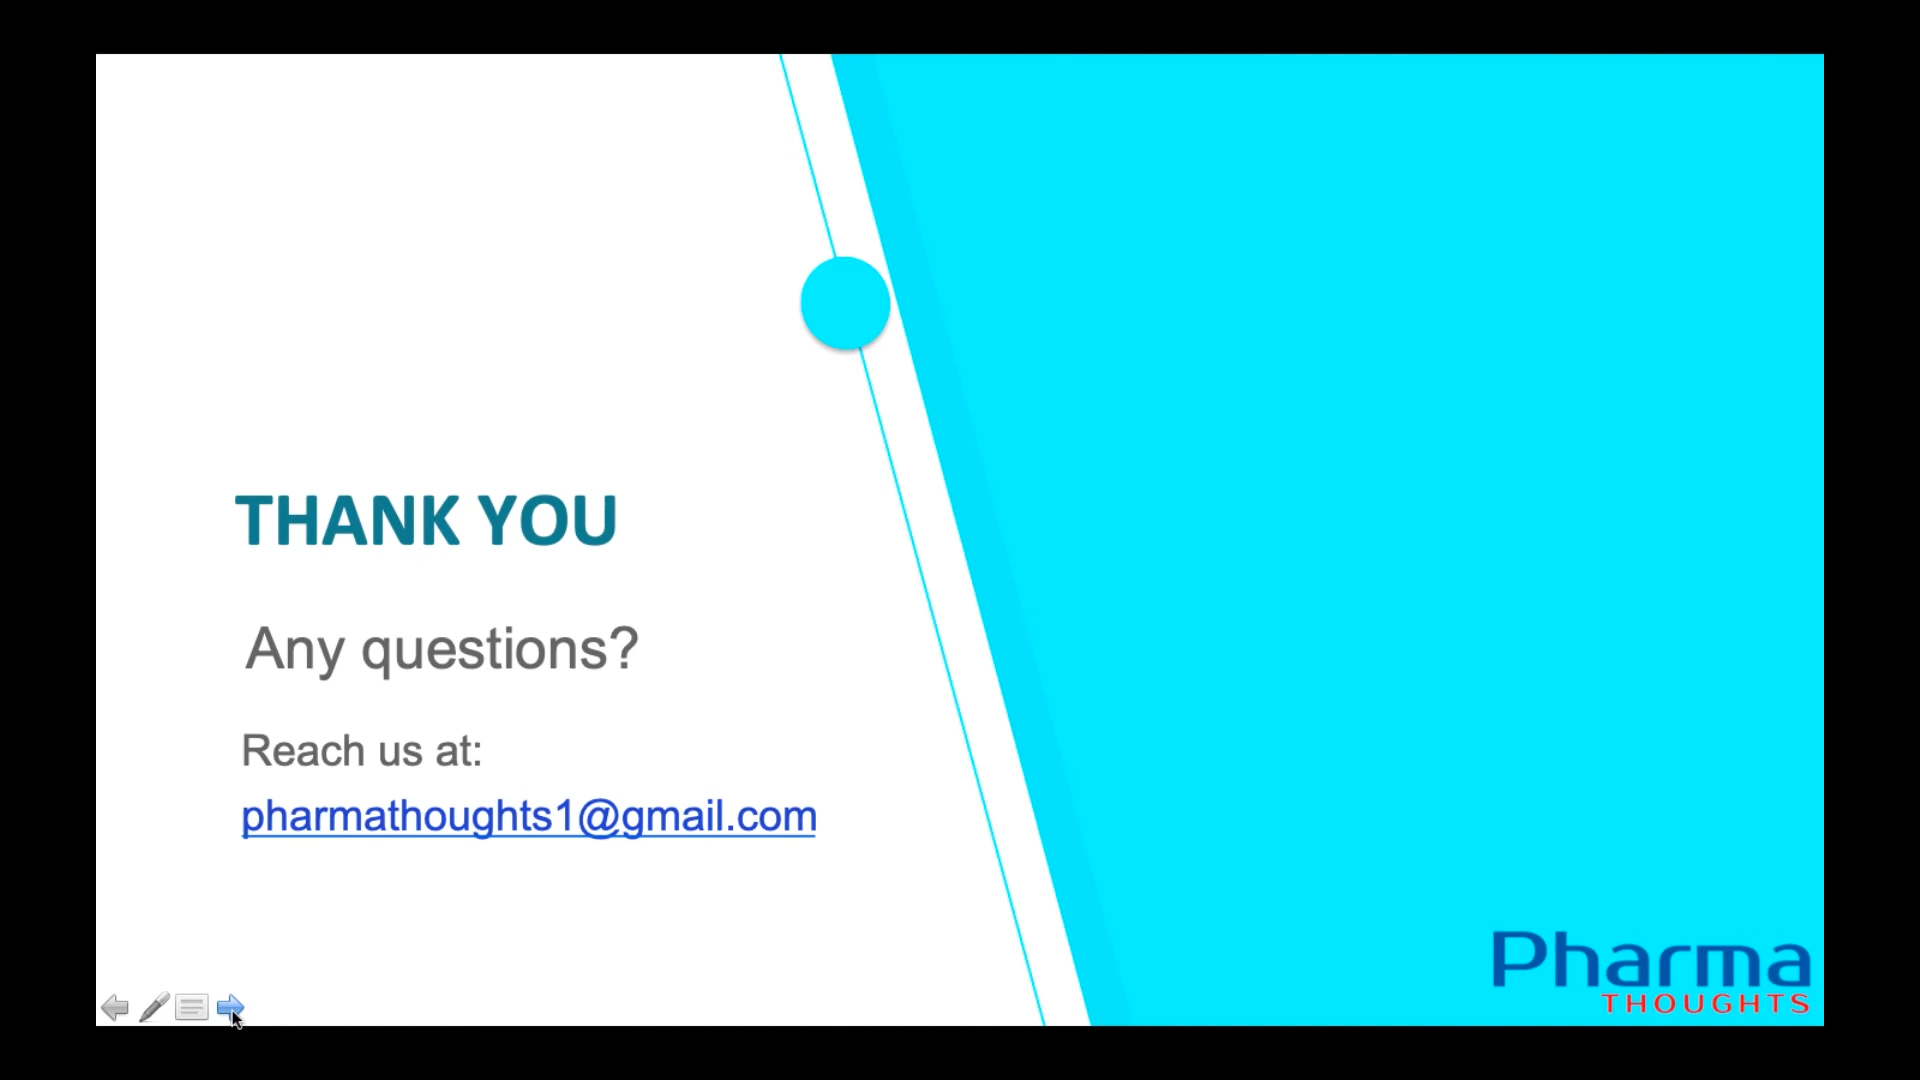 THANK YOU
Any questions?
Reach us at:
pharmathoughts1@gmail.com
Pharma
THOUGHTS